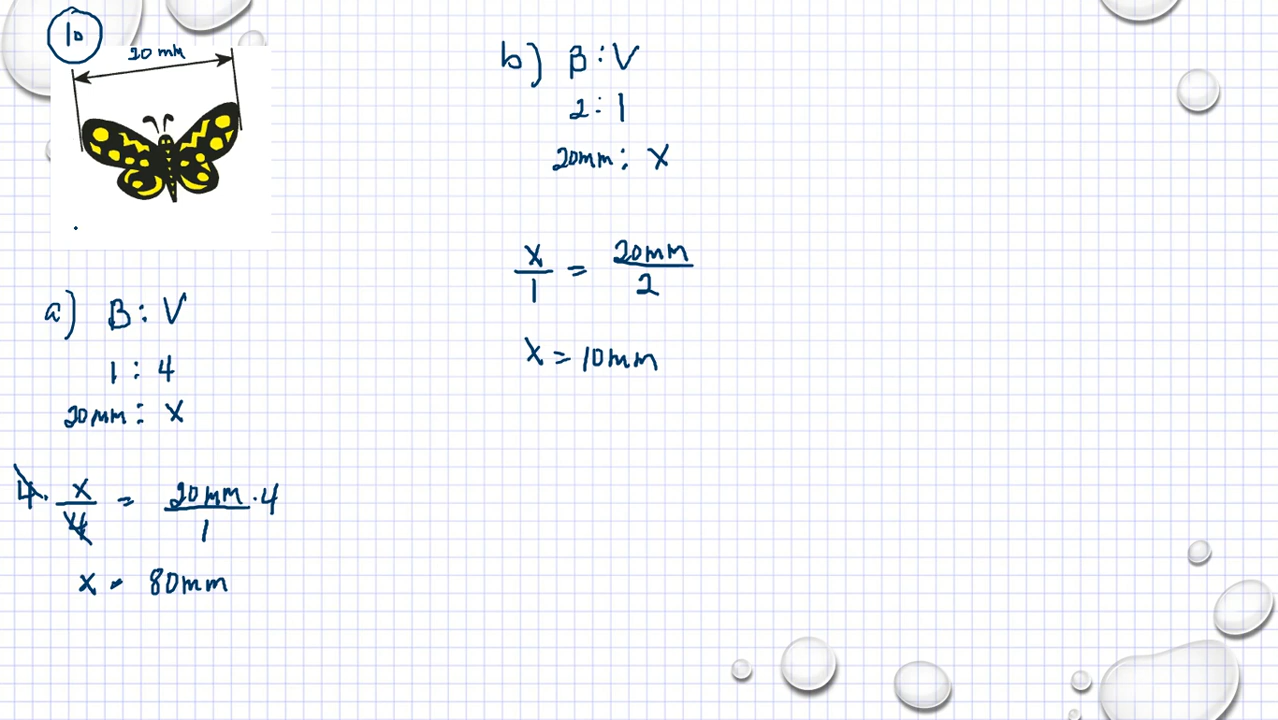 10
20 mm
a) B : V
1 : 4
20mm : X
4 · x/4 = 20mm · 4/1
x = 80mm
b) B : V
2 : 1
20mm : X
x/1 = 20mm/2
x = 10mm